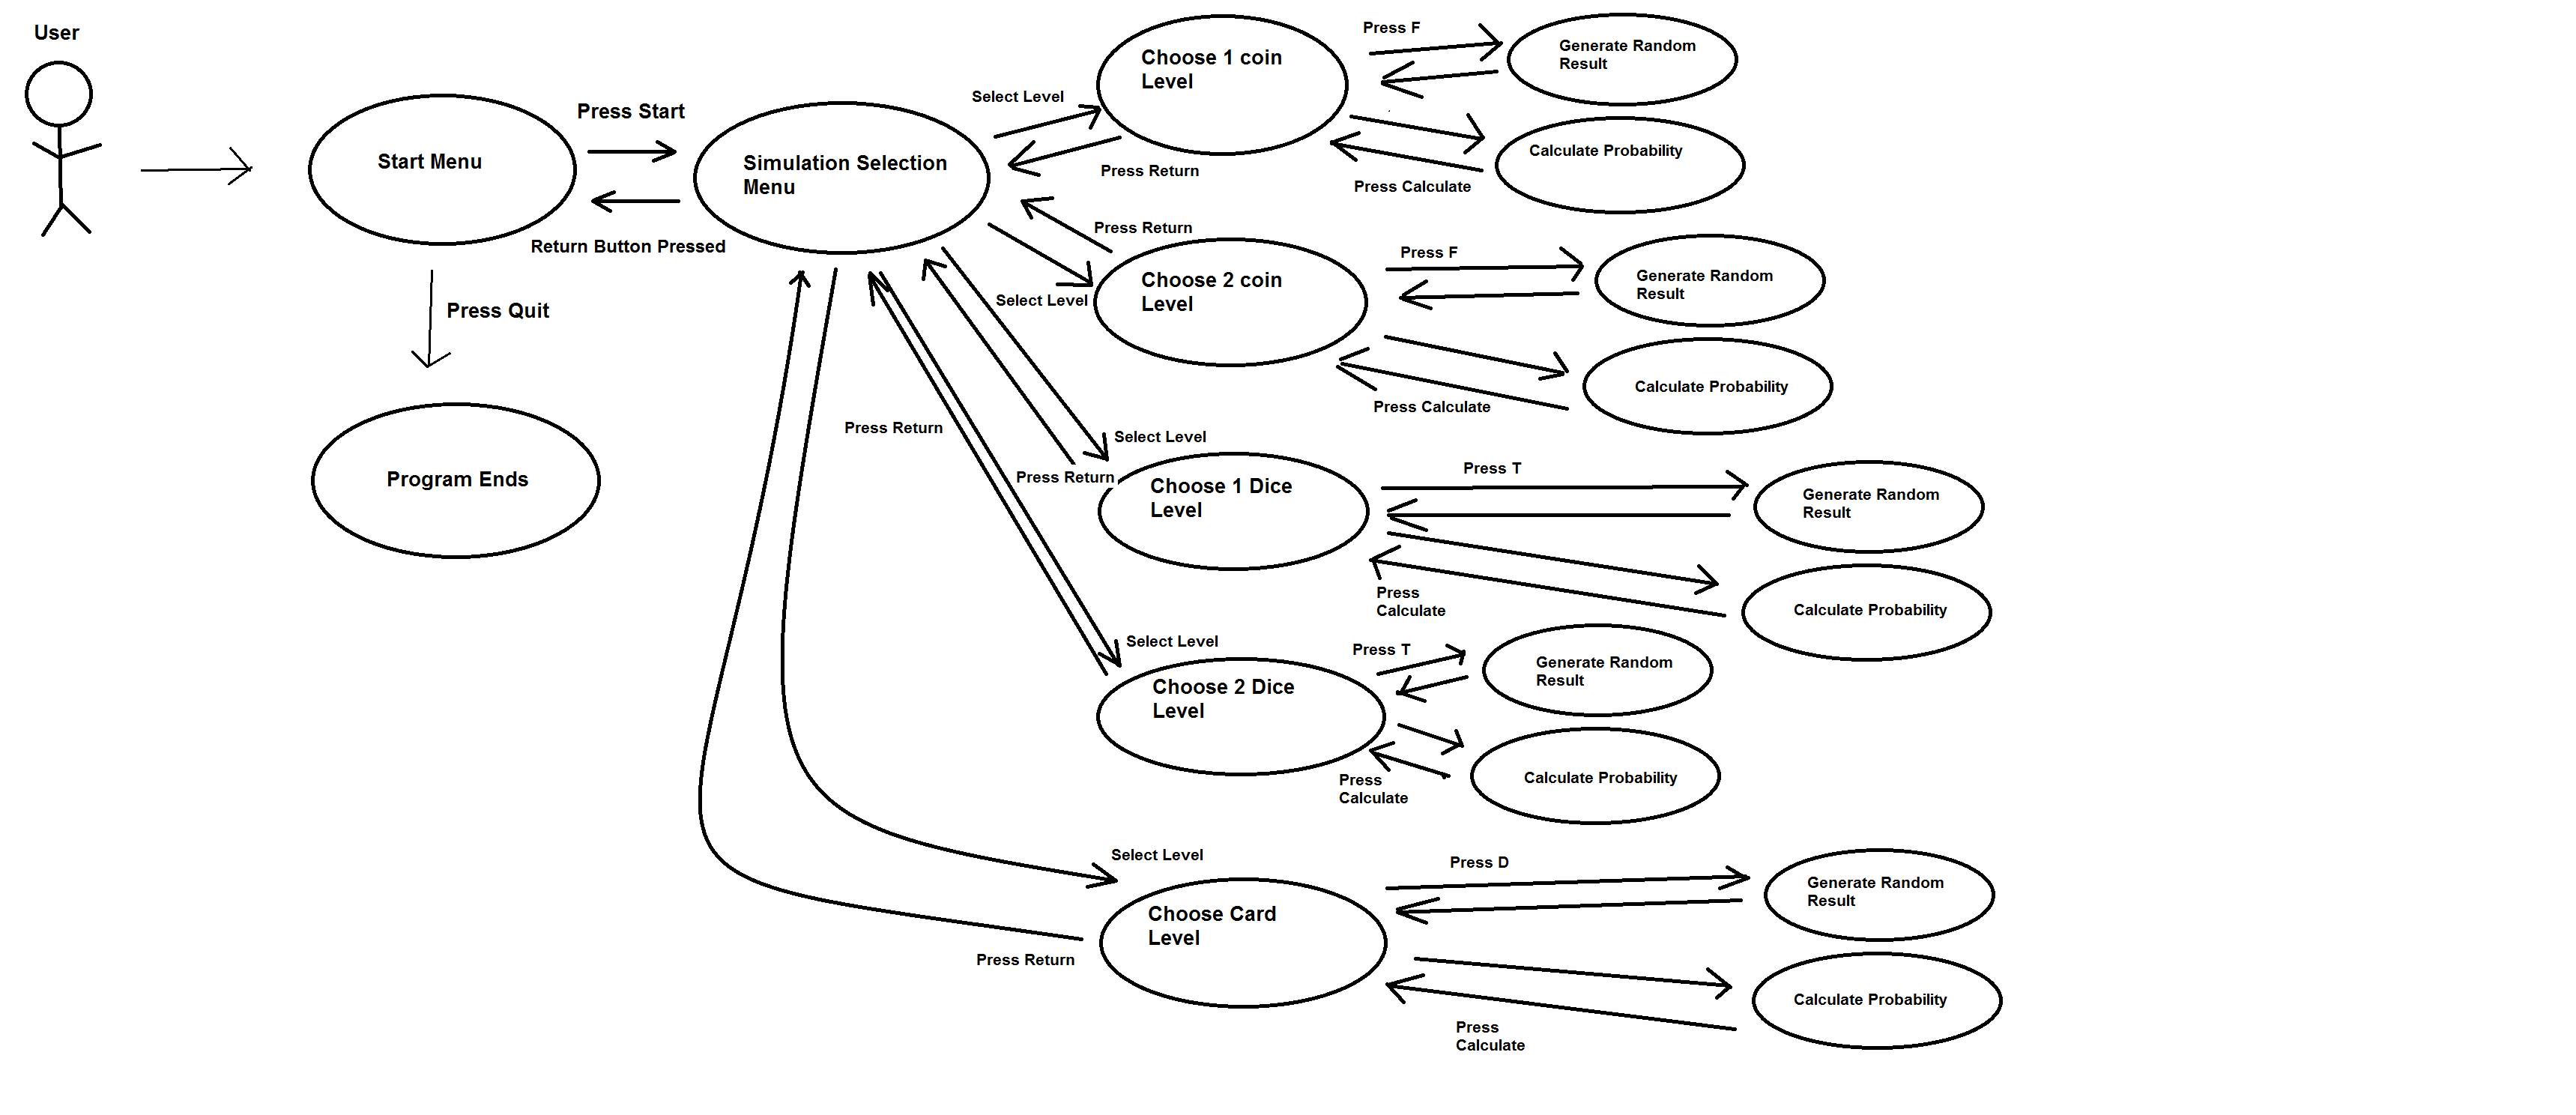 User
Start Menu
Press Start
Return Button Pressed
Press Quit
Program Ends
Simulation Selection
Menu
Select Level
Press Return
Choose 1 coin
Level
Press F
Generate Random
Result
Calculate Probability
Press Calculate
Press Return
Select Level
Choose 2 coin
Level
Press F
Generate Random
Result
Calculate Probability
Press Calculate
Press Return
Select Level
Press Return
Choose 1 Dice
Level
Press T
Generate Random
Result
Calculate Probability
Press
Calculate
Select Level
Choose 2 Dice
Level
Press T
Generate Random
Result
Calculate Probability
Press
Calculate
Select Level
Choose Card
Level
Press Return
Press D
Generate Random
Result
Calculate Probability
Press
Calculate